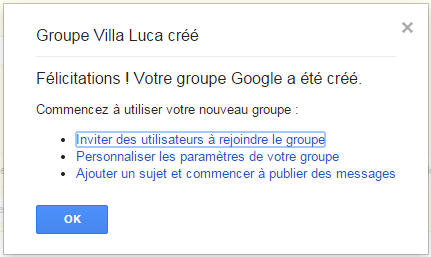 Groupe Villa Luca créé
Félicitations ! Votre groupe Google a été créé.
Commencez à utiliser votre nouveau groupe :
Inviter des utilisateurs à rejoindre le groupe
Personnaliser les paramètres de votre groupe
Ajouter un sujet et commencer à publier des messages
OK